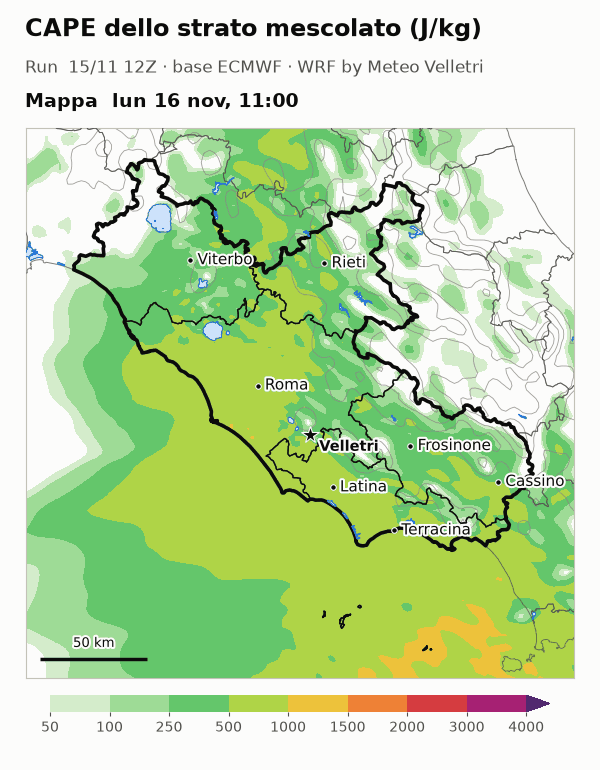 CAPE dello strato mescolato (J/kg)
Run  15/11 12Z · base ECMWF · WRF by Meteo Velletri
Mappa  lun 16 nov, 11:00
Viterbo
Rieti
Roma
Velletri
Frosinone
Latina
Cassino
Terracina
50 km
50 100 250 500 1000 1500 2000 3000 4000